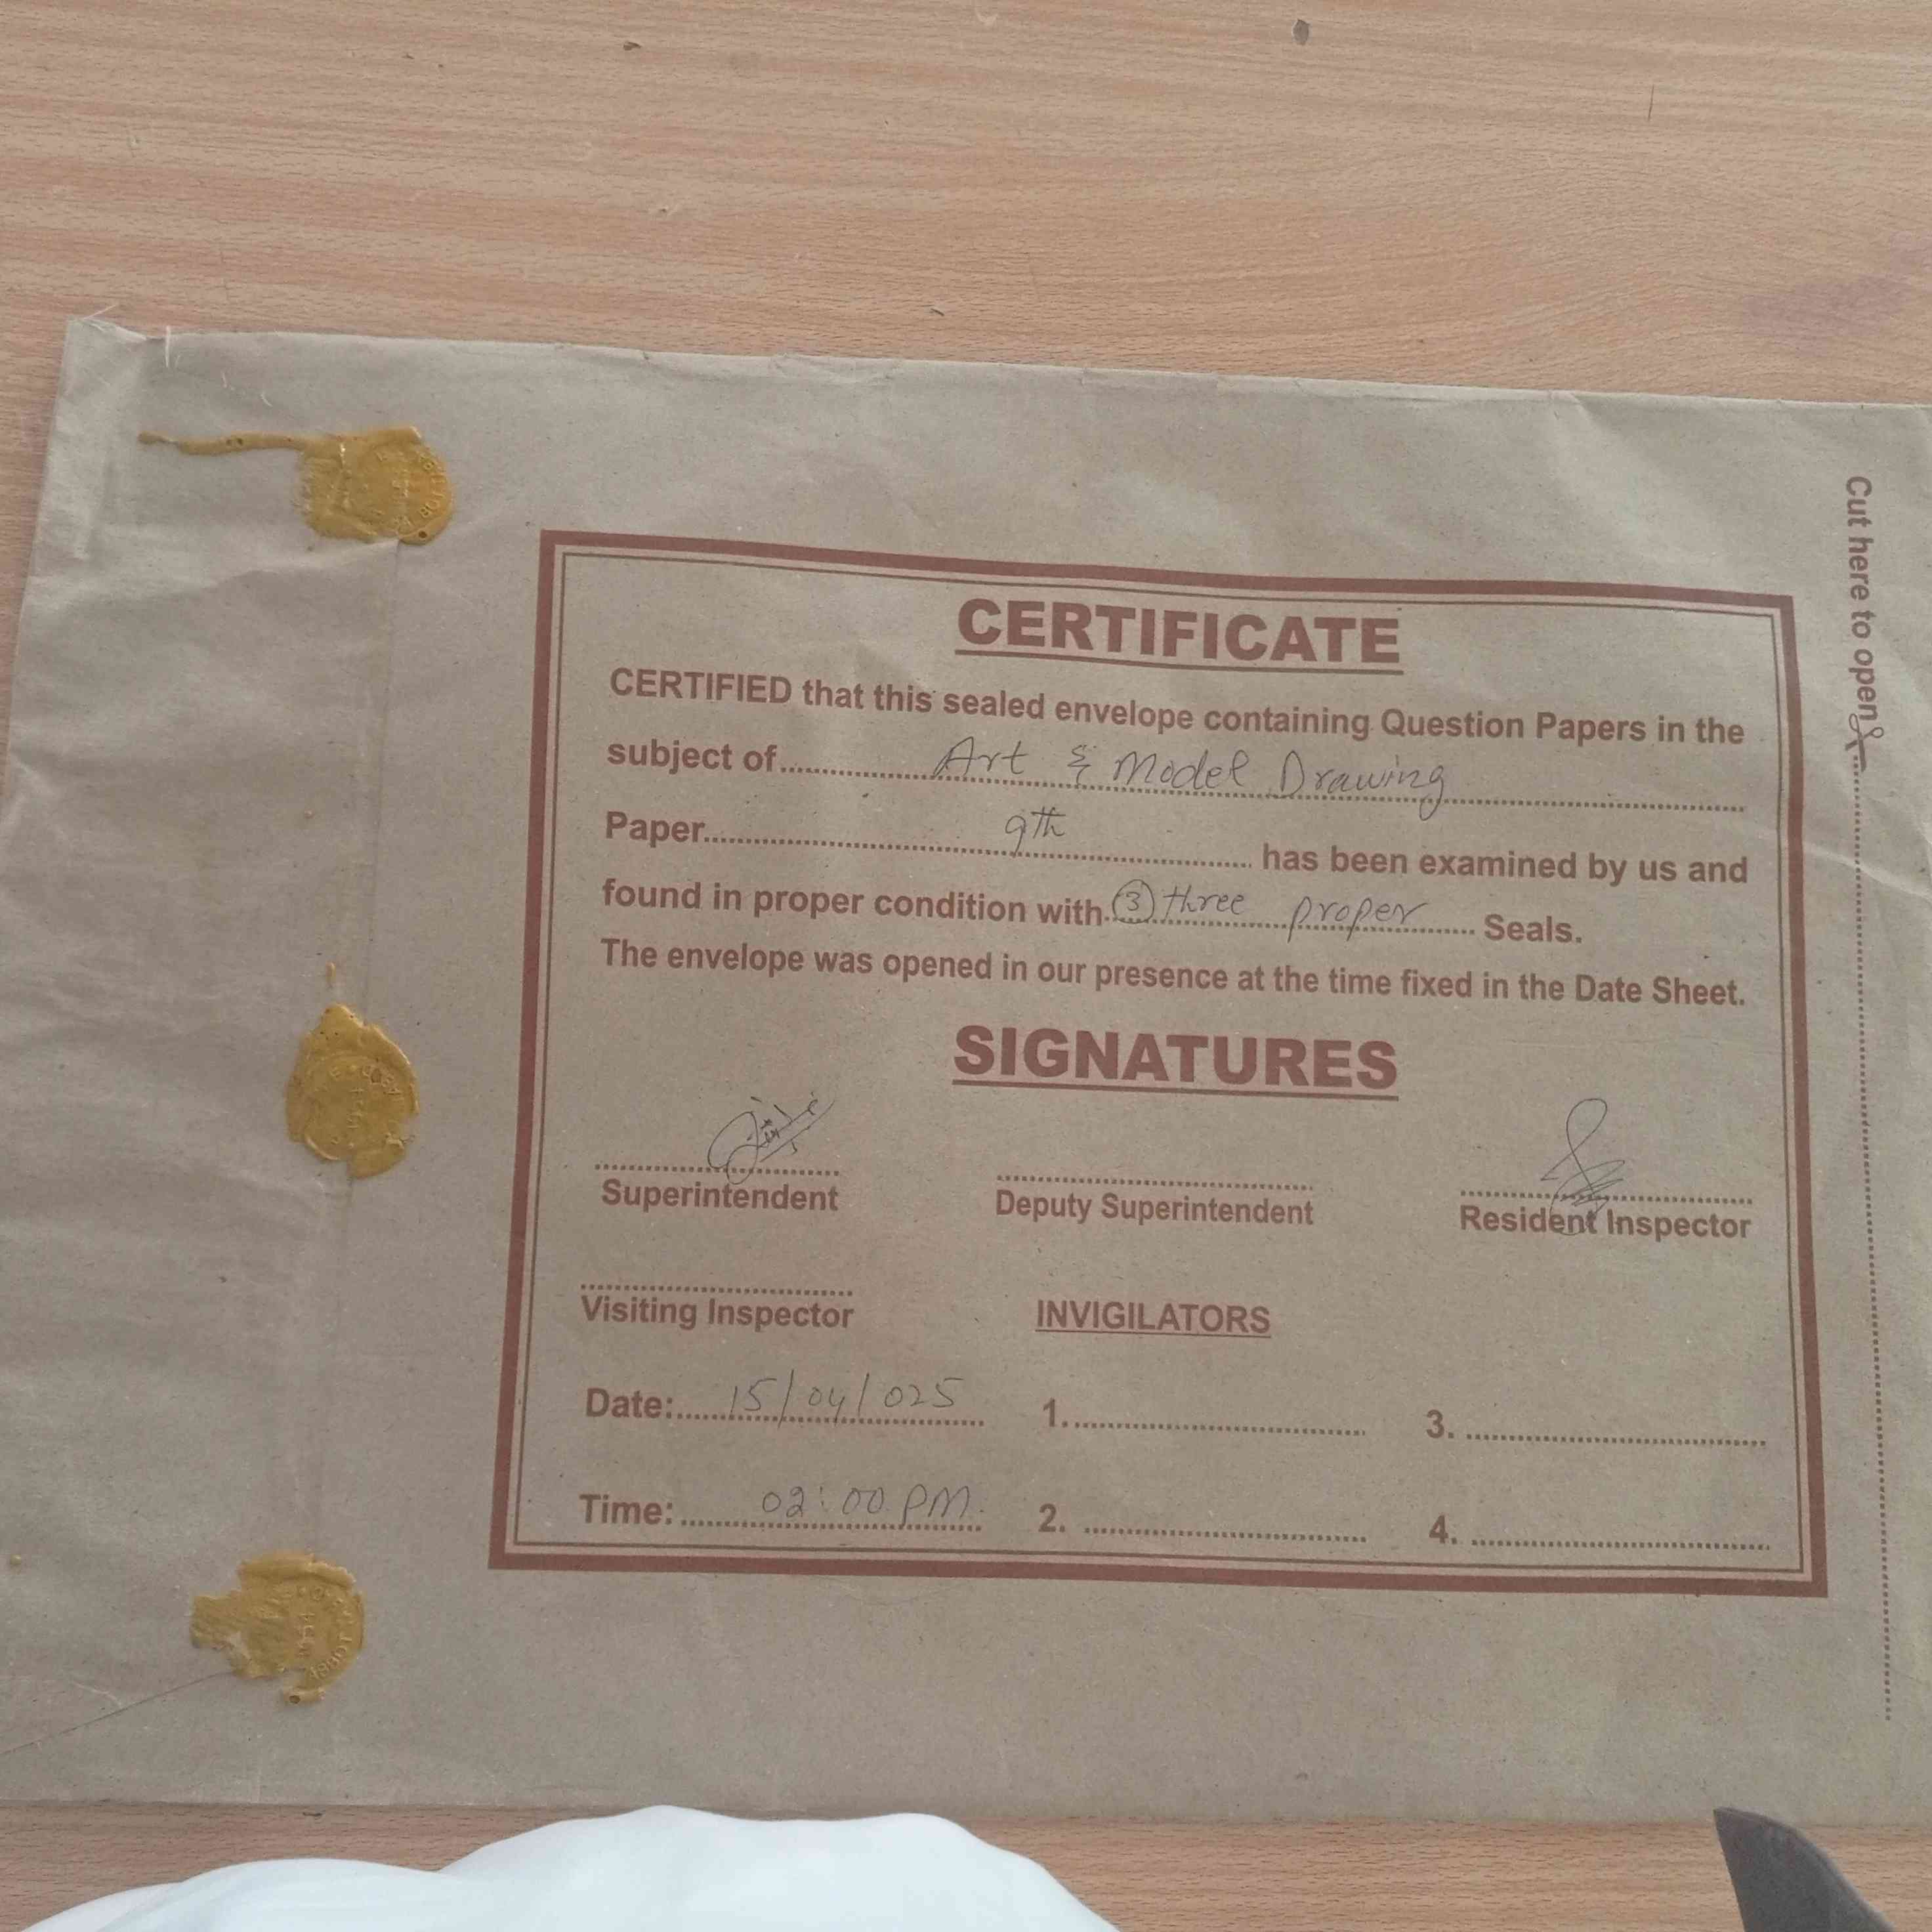 CERTIFICATE
CERTIFIED that this sealed envelope containing Question Papers in the
subject of.......... Art & Model Drawing ..........
Paper.......... 9th .......... has been examined by us and
found in proper condition with. (3) three proper ....... Seals.
The envelope was opened in our presence at the time fixed in the Date Sheet.
SIGNATURES
Superintendent Deputy Superintendent Resident Inspector
Visiting Inspector INVIGILATORS
Date:..... 15/04/025 1. .......... 3. ..........
Time:..... 02:00 PM. 2. .......... 4. ..........
Cut here to open